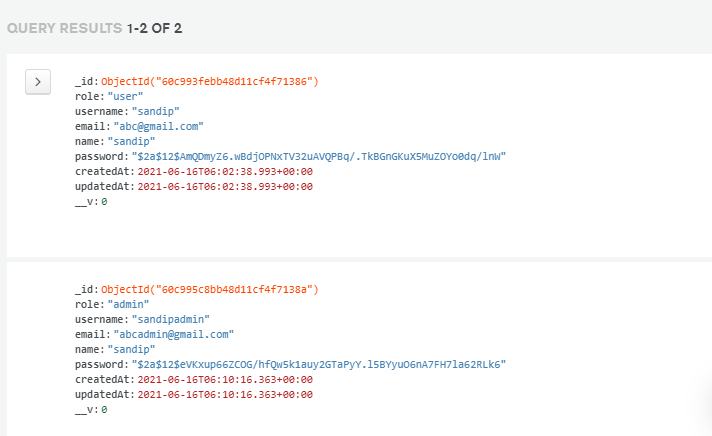 QUERY RESULTS 1-2 OF 2
_id: ObjectId("60c993febb48d11cf4f71386")
role: "user"
username: "sandip"
email: "abc@gmail.com"
name: "sandip"
password: "$2a$12$AmQDmyZ6.wBdjOPNxTV32uAVQPBq/.TkBGnGKuX5MuZOYo0dq/lnW"
createdAt: 2021-06-16T06:02:38.993+00:00
updatedAt: 2021-06-16T06:02:38.993+00:00
__v: 0
_id: ObjectId("60c995c8bb48d11cf4f7138a")
role: "admin"
username: "sandipadmin"
email: "abcadmin@gmail.com"
name: "sandip"
password: "$2a$12$eVKxup66ZCOG/hfQw5k1auy2GTaPyY.l5BYyuO6nA7FH7la62RLk6"
createdAt: 2021-06-16T06:10:16.363+00:00
updatedAt: 2021-06-16T06:10:16.363+00:00
__v: 0